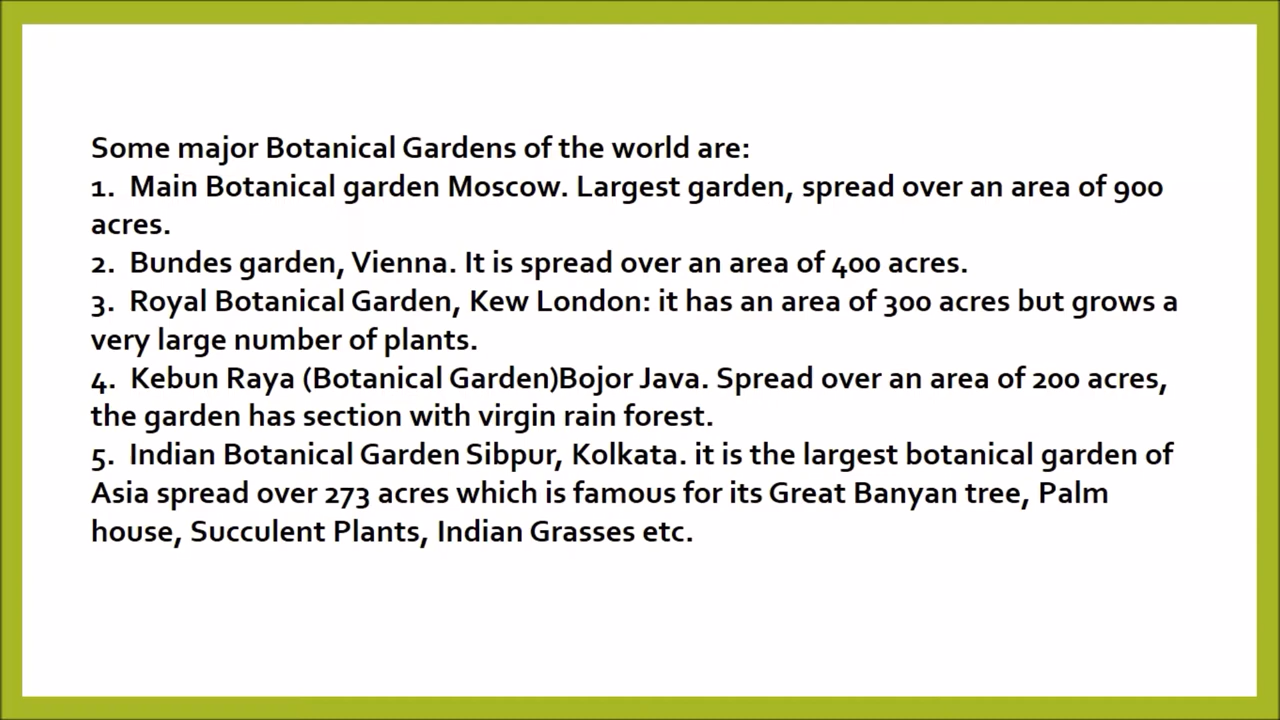 Some major Botanical Gardens of the world are:
1.  Main Botanical garden Moscow. Largest garden, spread over an area of 900
acres.
2.  Bundes garden, Vienna. It is spread over an area of 400 acres.
3.  Royal Botanical Garden, Kew London: it has an area of 300 acres but grows a
very large number of plants.
4.  Kebun Raya (Botanical Garden)Bojor Java. Spread over an area of 200 acres,
the garden has section with virgin rain forest.
5.  Indian Botanical Garden Sibpur, Kolkata. it is the largest botanical garden of
Asia spread over 273 acres which is famous for its Great Banyan tree, Palm
house, Succulent Plants, Indian Grasses etc.